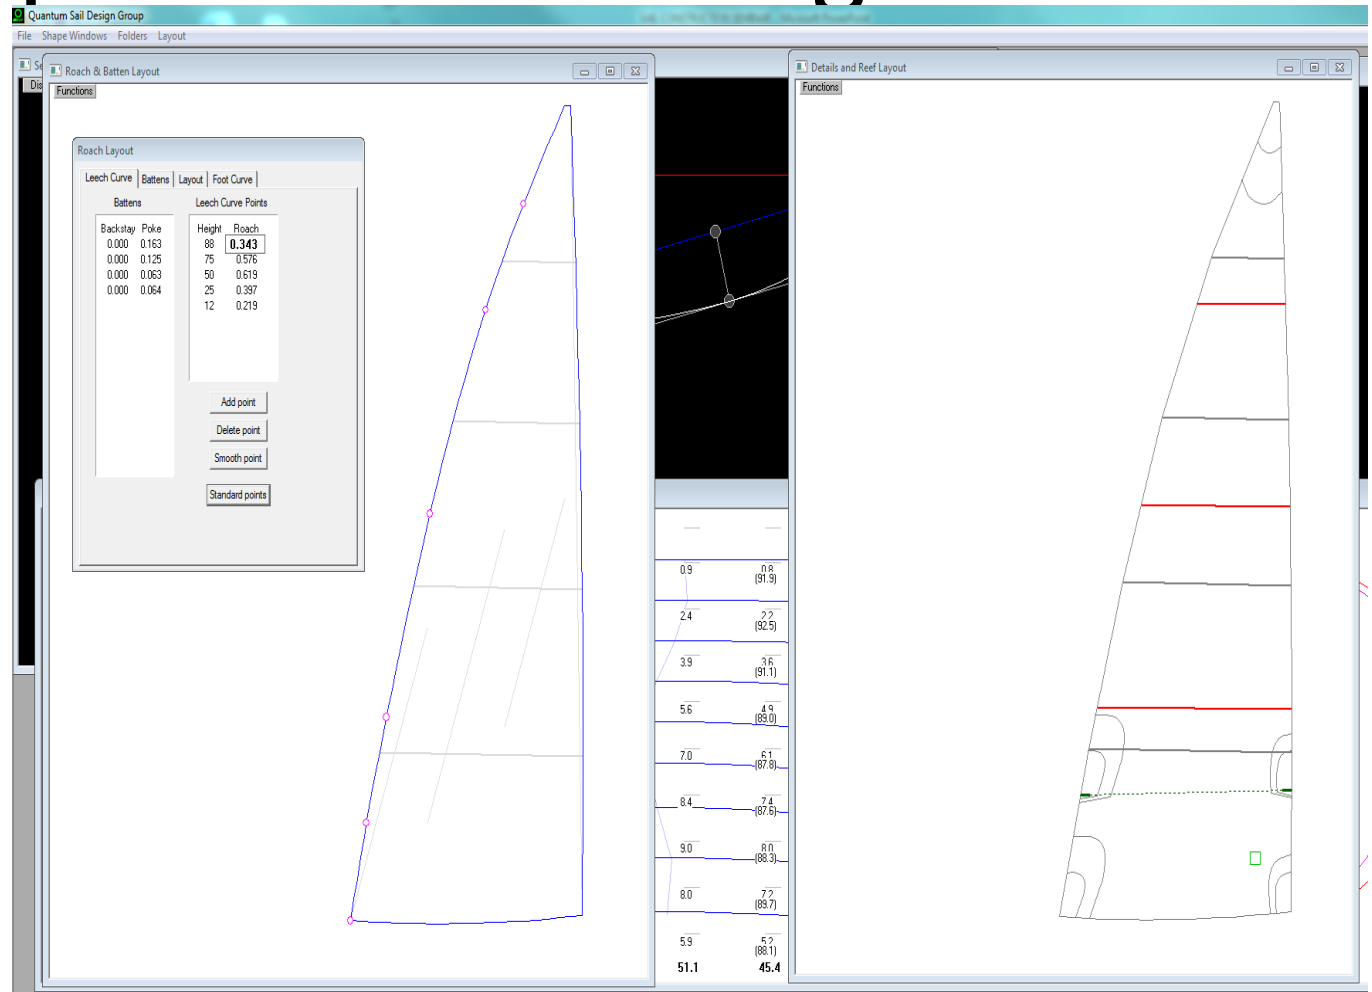 Quantum Sail Design Group
File Shape Windows Folders Layout
Se
Dis
Roach & Batten Layout
Functions
Roach Layout
Leech Curve Battens Layout Foot Curve
Battens Leech Curve Points
Backstay Poke Height Roach
0.000 0.163 88 0.343
0.000 0.125 75 0.576
0.000 0.063 50 0.619
0.000 0.064 25 0.397
12 0.219
Add point
Delete point
Smooth point
Standard points
0.9 0.8
(91.9)
2.4 2.2
(92.5)
3.9 3.6
(91.1)
5.6 4.9
(89.0)
7.0 6.1
(87.8)
8.4 7.4
(87.6)
9.0 8.0
(88.3)
8.0 7.2
(89.7)
5.9 5.2
(88.1)
51.1 45.4
Details and Reef Layout
Functions